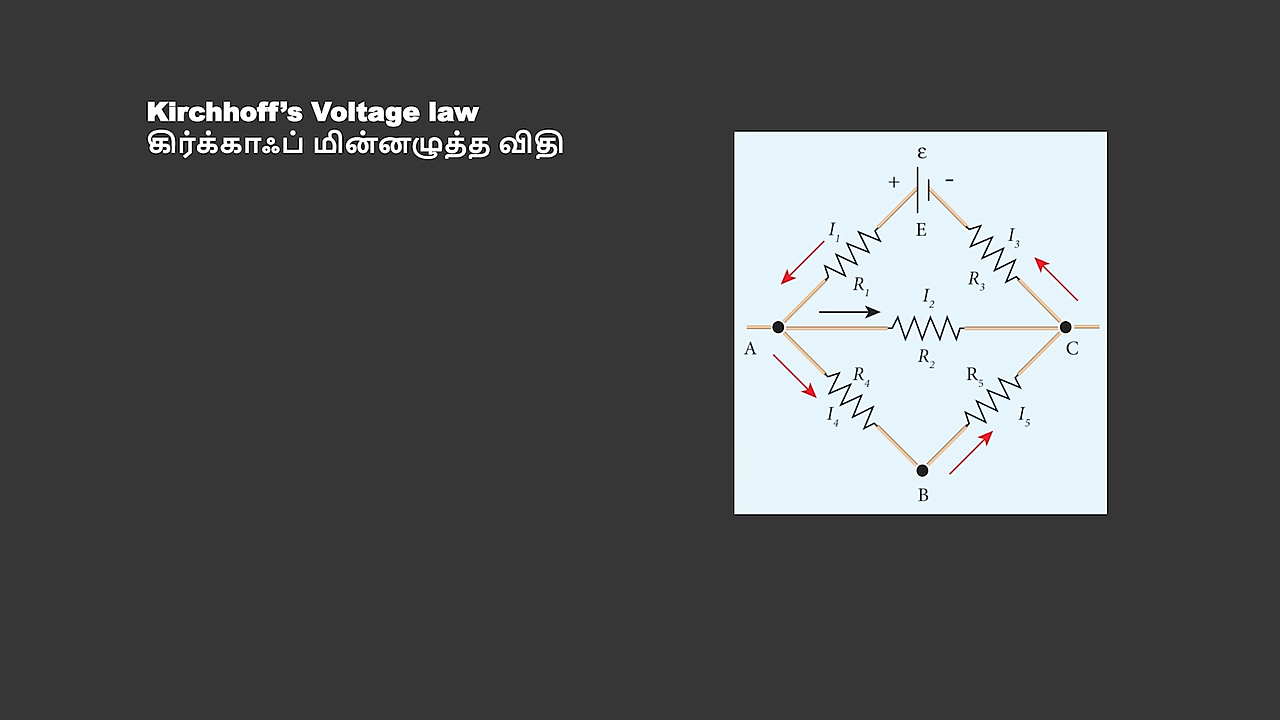 Kirchhoff’s Voltage law
கிர்க்காஃப் மின்னழுத்த விதி
ε
+ -
E
I1
I3
R1
R3
I2
A
C
R2
R4
R5
I4
I5
B